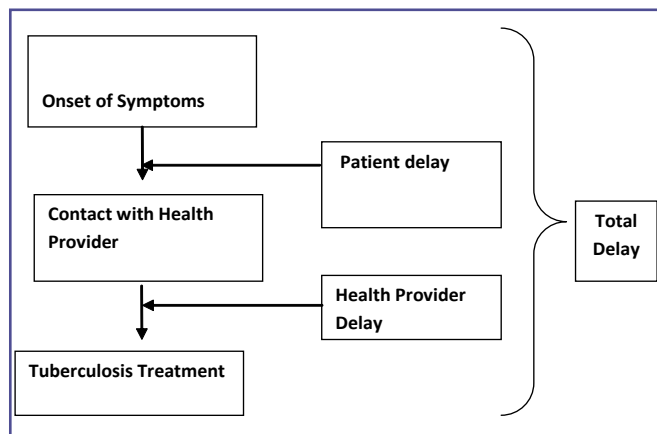 Onset of Symptoms
Patient delay
Contact with Health
Provider
Total
Delay
Health Provider
Delay
Tuberculosis Treatment